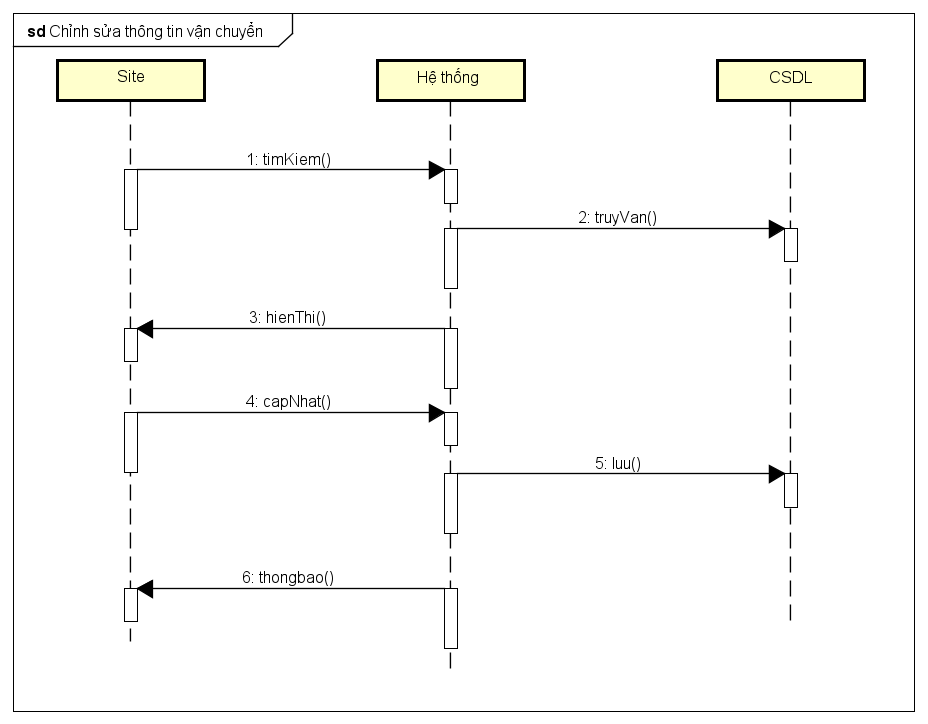 sd Chỉnh sửa thông tin vận chuyển
Site
Hệ thống
CSDL
1: timKiem()
2: truyVan()
3: hienThi()
4: capNhat()
5: luu()
6: thongbao()